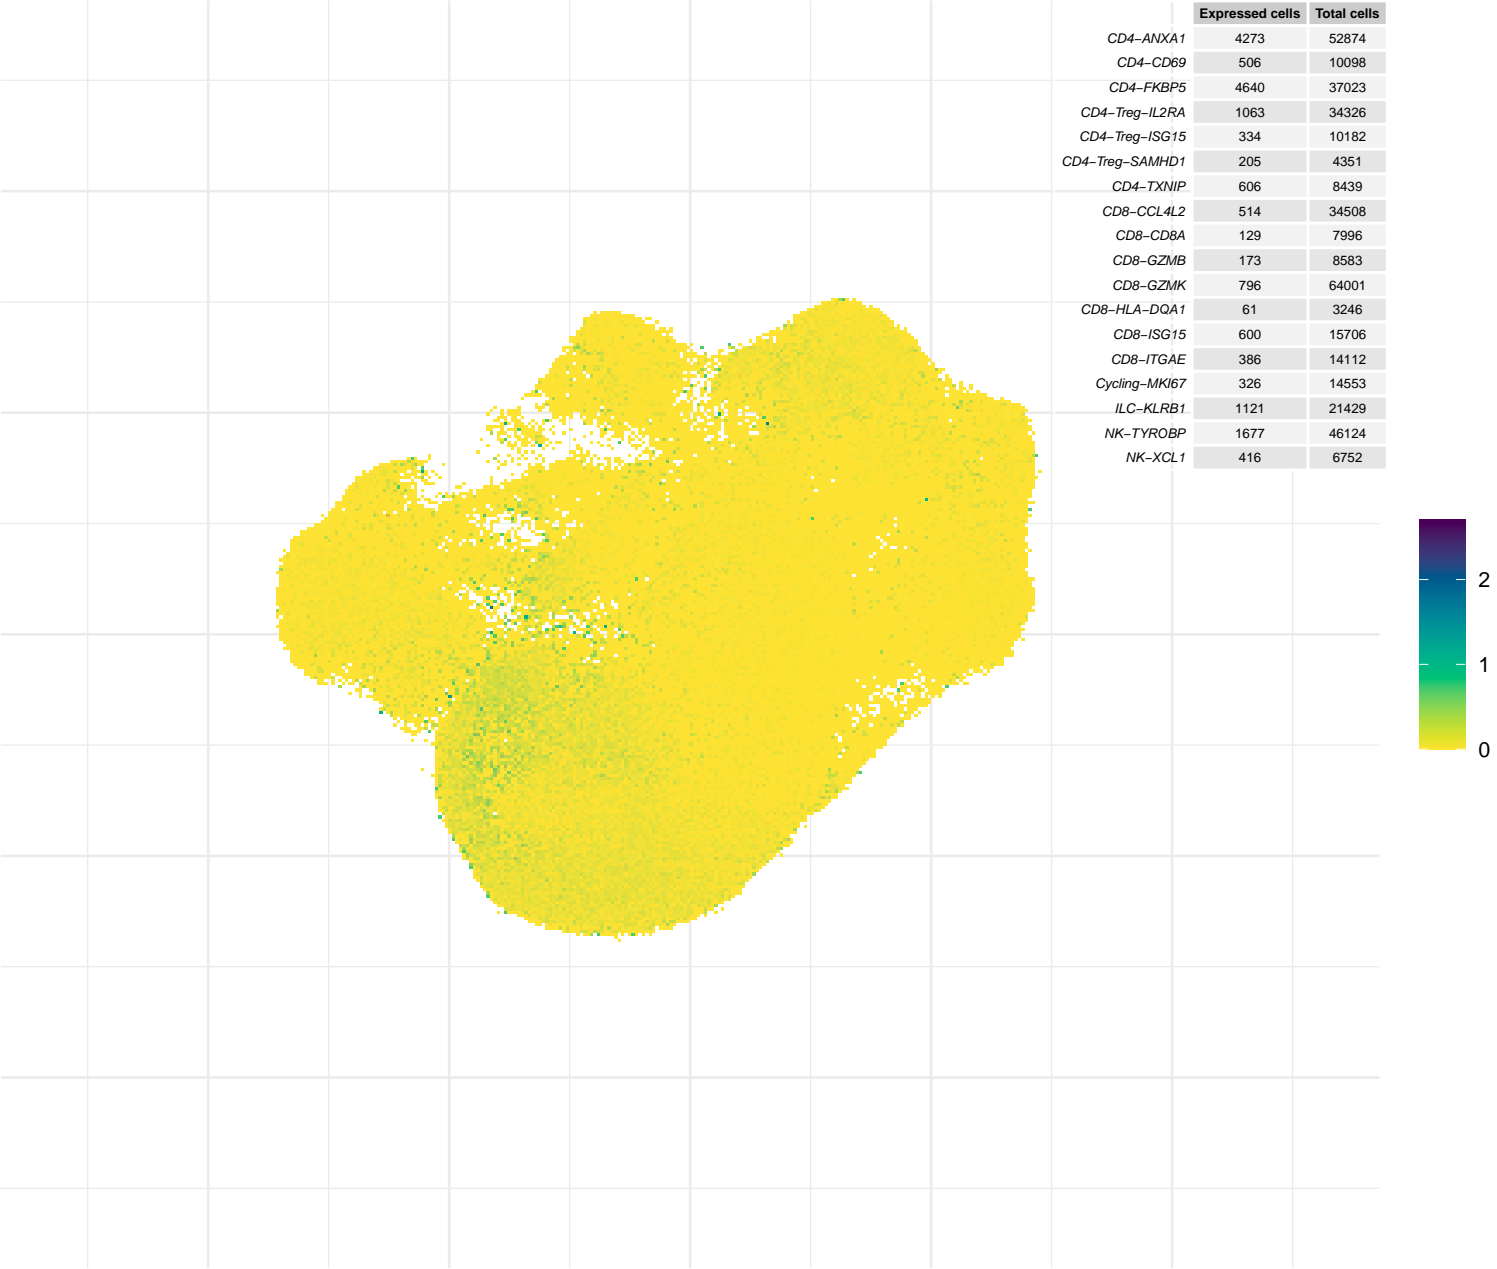 Expressed cells Total cells
CD4−ANXA1 4273 52874
CD4−CD69 506 10098
CD4−FKBP5 4640 37023
CD4−Treg−IL2RA 1063 34326
CD4−Treg−ISG15 334 10182
CD4−Treg−SAMHD1 205 4351
CD4−TXNIP 606 8439
CD8−CCL4L2 514 34508
CD8−CD8A 129 7996
CD8−GZMB 173 8583
CD8−GZMK 796 64001
CD8−HLA−DQA1 61 3246
CD8−ISG15 600 15706
CD8−ITGAE 386 14112
Cycling−MKI67 326 14553
ILC−KLRB1 1121 21429
NK−TYROBP 1677 46124
NK−XCL1 416 6752
2
1
0